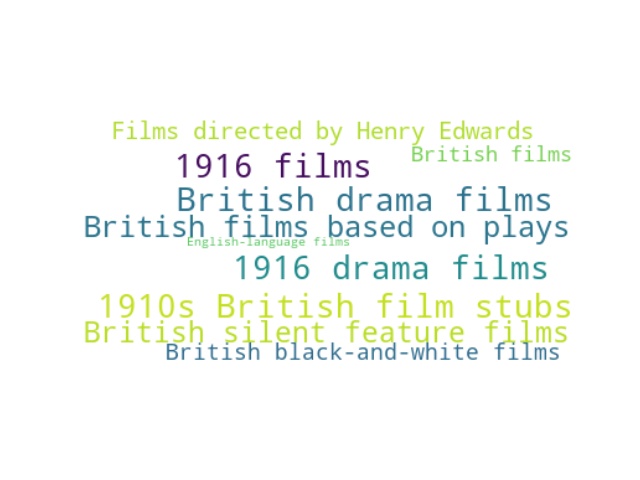 Films directed by Henry Edwards
British films
1916 films
British drama films
British films based on plays
English-language films
1916 drama films
1910s British film stubs
British silent feature films
British black-and-white films